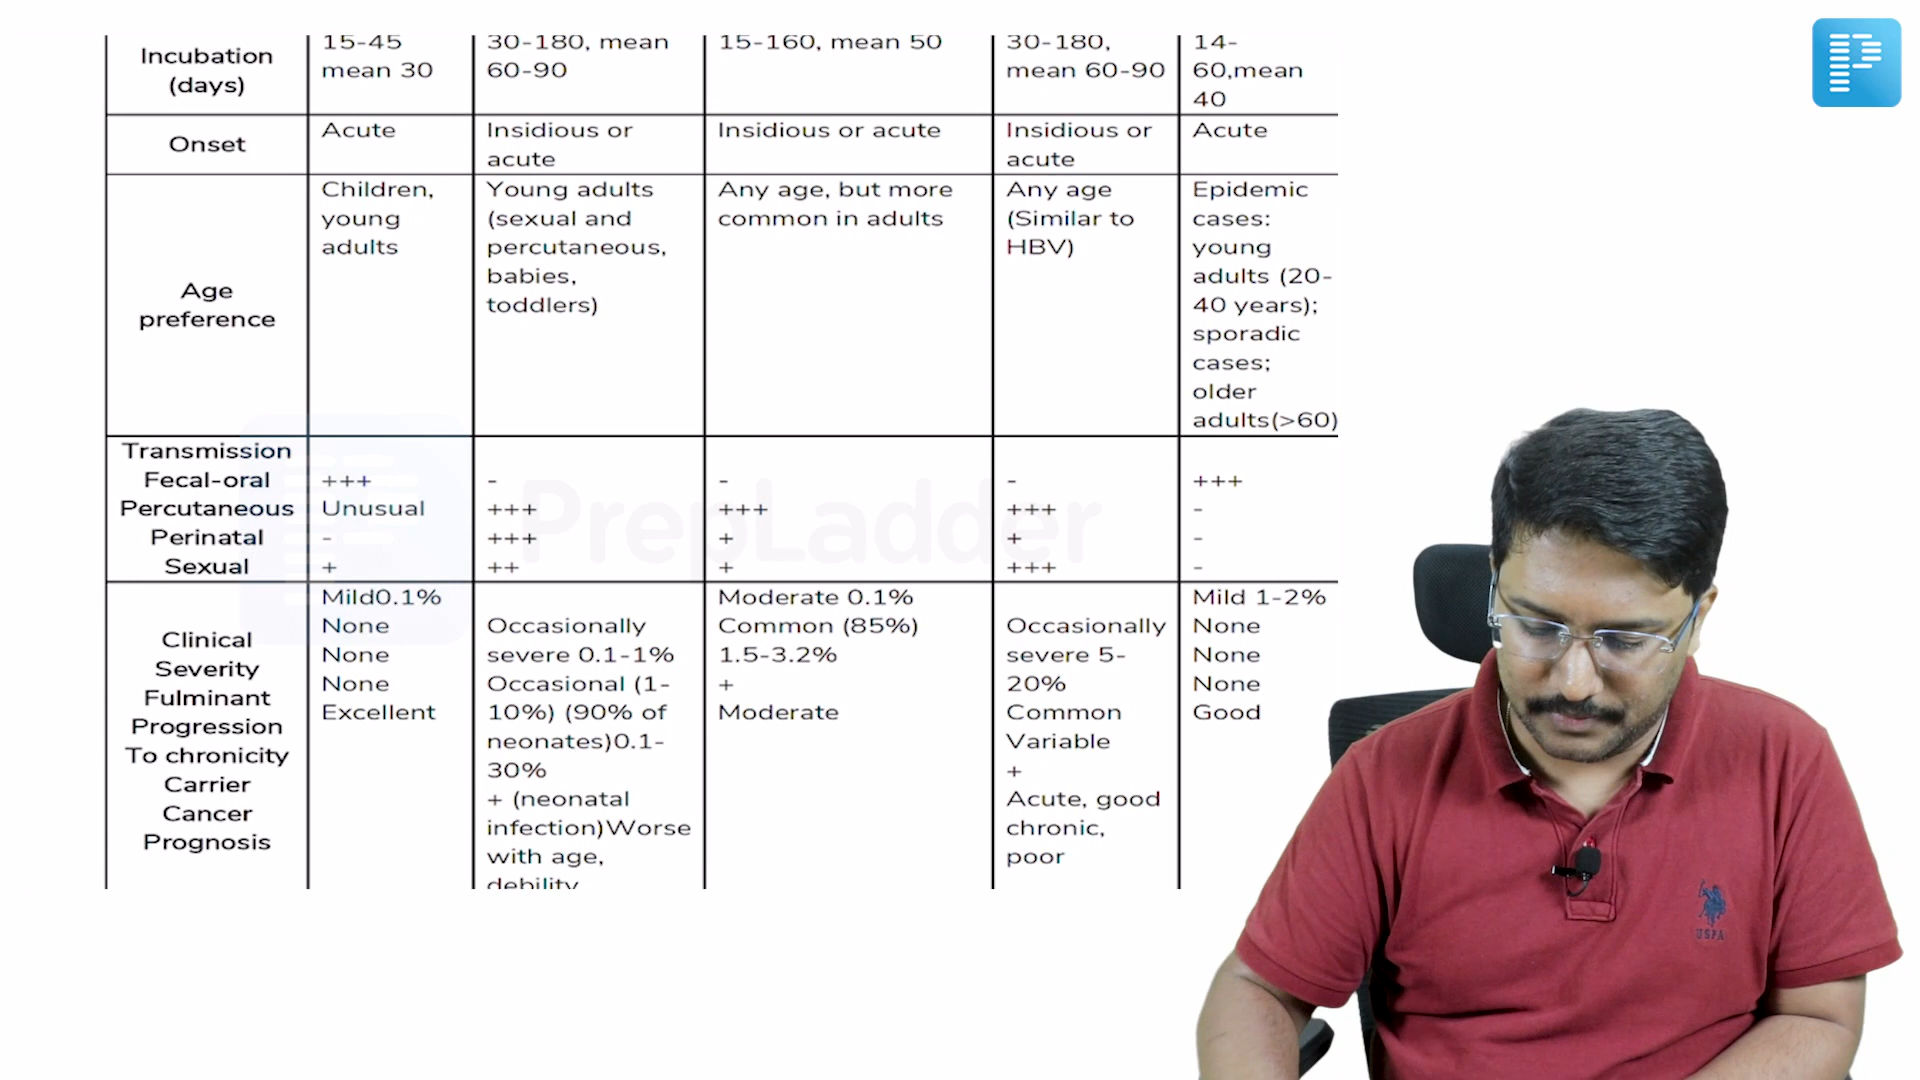 Incubation
(days)
15-45
mean 30
30-180, mean
60-90
15-160, mean 50
30-180,
mean 60-90
14-
60,mean
40
Onset
Acute
Insidious or
acute
Insidious or acute
Insidious or
acute
Acute
Age
preference
Children,
young
adults
Young adults
(sexual and
percutaneous,
babies,
toddlers)
Any age, but more
common in adults
Any age
(Similar to
HBV)
Epidemic
cases:
young
adults (20-
40 years);
sporadic
cases;
older
adults(>60)
Transmission
Fecal-oral
Percutaneous
Perinatal
Sexual
+++
Unusual
-
+
-
+++
+++
++
-
+++
+
+
-
+++
+
+++
+++
-
-
-
Clinical
Severity
Fulminant
Progression
To chronicity
Carrier
Cancer
Prognosis
Mild0.1%
None
None
None
Excellent
Occasionally
severe 0.1-1%
Occasional (1-
10%) (90% of
neonates)0.1-
30%
+ (neonatal
infection)Worse
with age,
debility
Moderate 0.1%
Common (85%)
1.5-3.2%
+
Moderate
Occasionally
severe 5-
20%
Common
Variable
+
Acute, good
chronic,
poor
Mild 1-2%
None
None
None
Good
PrepLadder
USPA